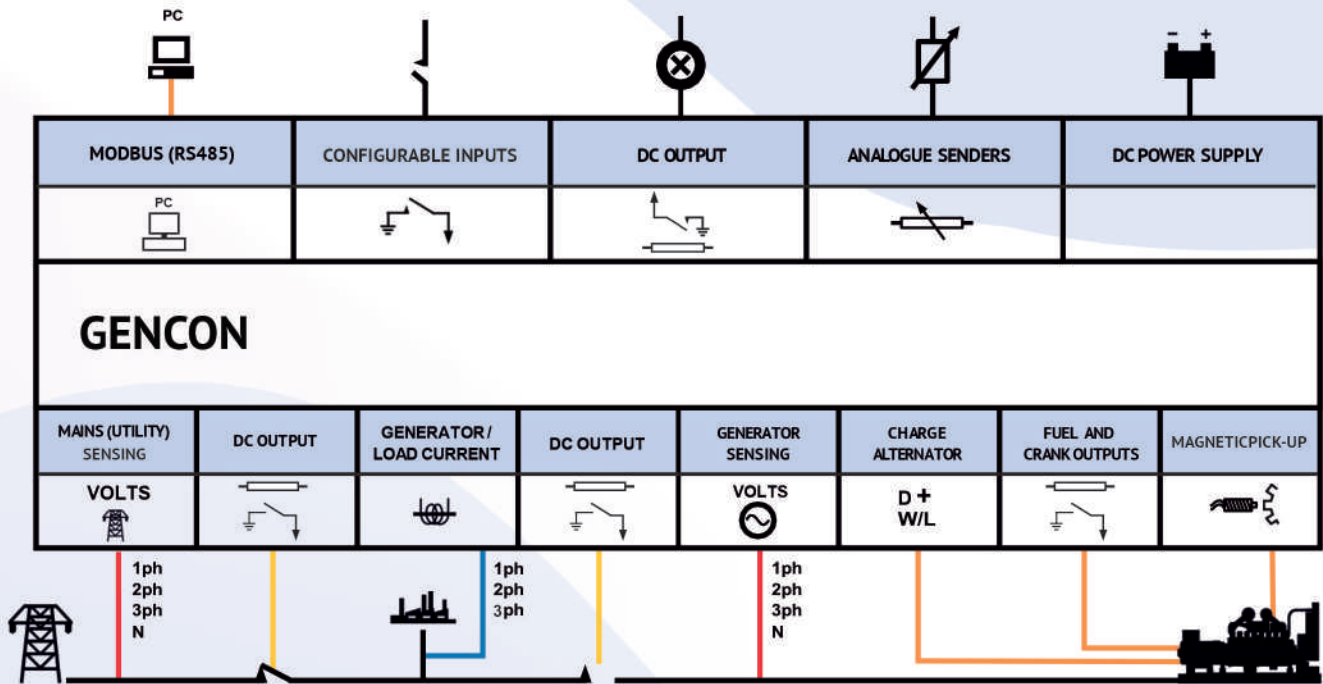 PC
- +
MODBUS (RS485)
CONFIGURABLE INPUTS
DC OUTPUT
ANALOGUE SENDERS
DC POWER SUPPLY
PC
GENCON
MAINS (UTILITY)
SENSING
DC OUTPUT
GENERATOR /
LOAD CURRENT
DC OUTPUT
GENERATOR
SENSING
CHARGE
ALTERNATOR
FUEL AND
CRANK OUTPUTS
MAGNETICPICK-UP
VOLTS
VOLTS
D +
W/L
1ph
2ph
3ph
N
1ph
2ph
3ph
1ph
2ph
3ph
N